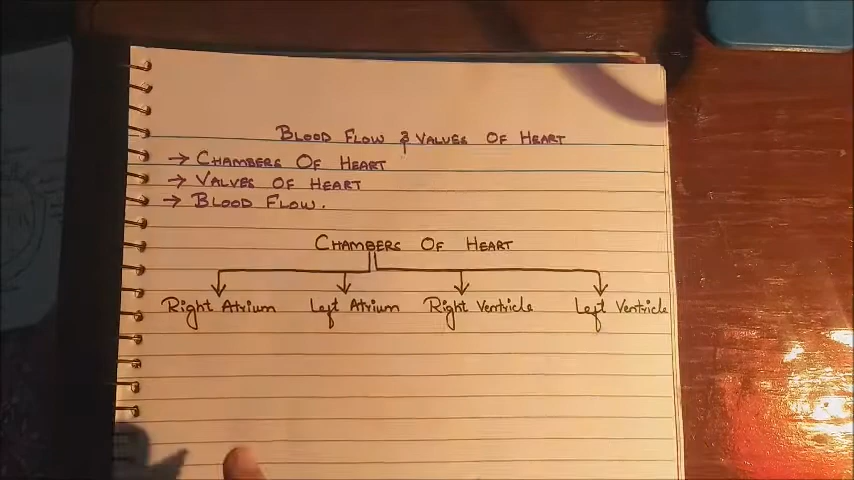 BLOOD FLOW & VALVES OF HEART
→ CHAMBERS OF HEART
→ VALVES OF HEART
→ BLOOD FLOW.
CHAMBERS OF HEART
Right Atrium Left Atrium Right Ventricle Left Ventricle